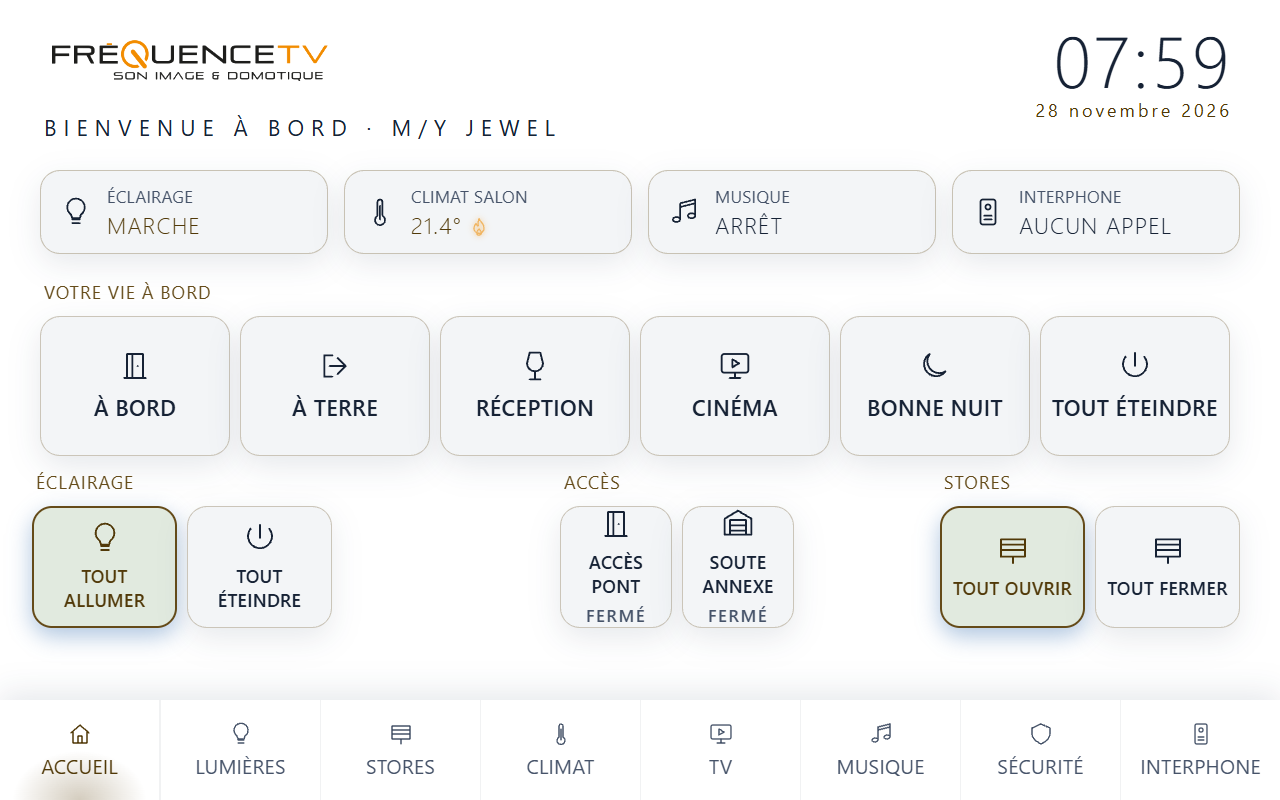 FRÉQUENCETV
SON IMAGE & DOMOTIQUE
07:59
28 novembre 2026
BIENVENUE À BORD · M/Y JEWEL
ÉCLAIRAGE
MARCHE
CLIMAT SALON
21.4°
MUSIQUE
ARRÊT
INTERPHONE
AUCUN APPEL
VOTRE VIE À BORD
À BORD
À TERRE
RÉCEPTION
CINÉMA
BONNE NUIT
TOUT ÉTEINDRE
ÉCLAIRAGE
TOUT
ALLUMER
TOUT
ÉTEINDRE
ACCÈS
ACCÈS
PONT
FERMÉ
SOUTE
ANNEXE
FERMÉ
STORES
TOUT OUVRIR
TOUT FERMER
ACCUEIL
LUMIÈRES
STORES
CLIMAT
TV
MUSIQUE
SÉCURITÉ
INTERPHONE